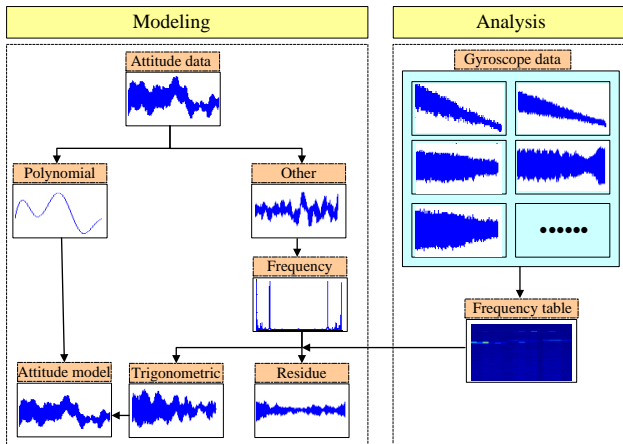 Modeling
Analysis
Attitude data
Gyroscope data
Polynomial
Other
Frequency
Frequency table
Attitude model
Trigonometric
Residue